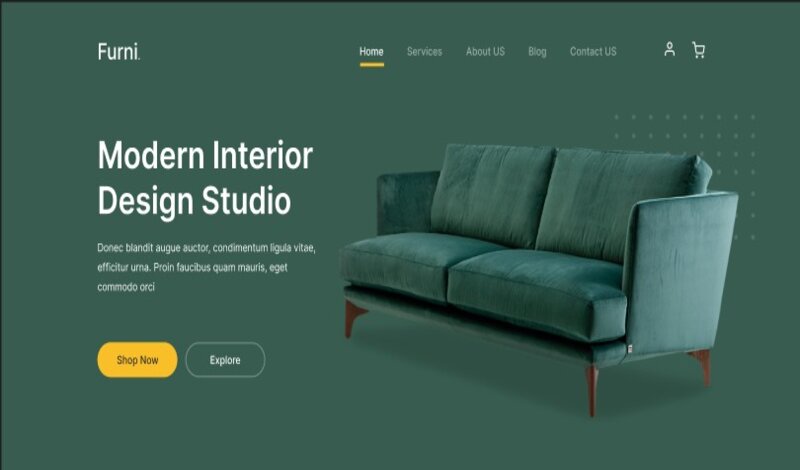 Furni.
Home Services About US Blog Contact US
Modern Interior
Design Studio
Donec blandit augue auctor, condimentum ligula vitae,
efficitur urna. Proin faucibus quam mauris, eget
commodo orci
Shop Now Explore